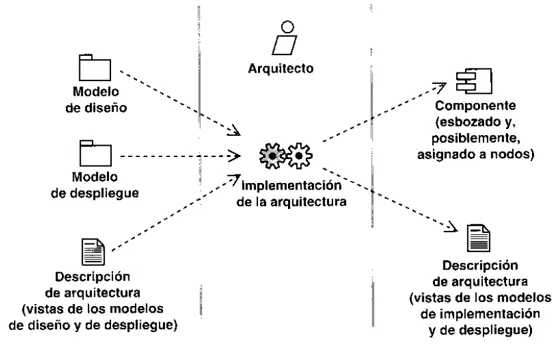 Arquitecto
Modelo
de diseño
Modelo
de despliegue
Descripción
de arquitectura
(vistas de los modelos
de diseño y de despliegue)
Implementación
de la arquitectura
Componente
(esbozado y,
posiblemente,
asignado a nodos)
Descripción
de arquitectura
(vistas de los modelos
de implementación
y de despliegue)